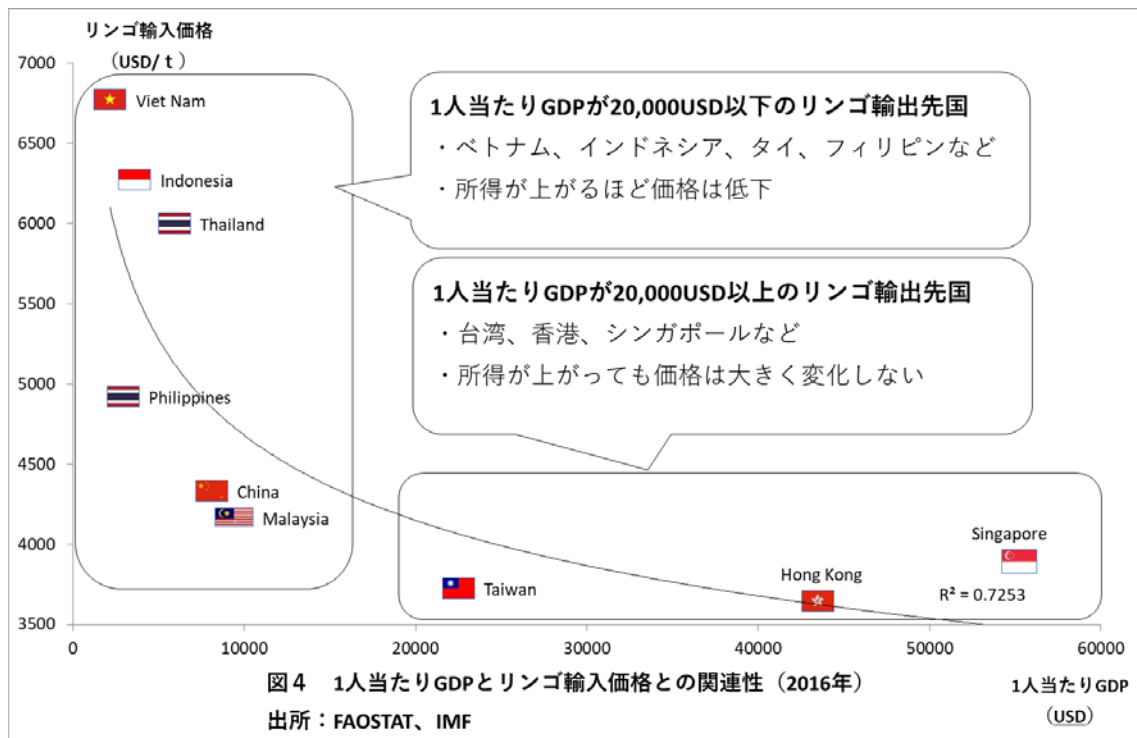 リンゴ輸入価格
（USD/ｔ）
7000
6500
6000
5500
5000
4500
4000
3500
Viet Nam
Indonesia
Thailand
Philippines
China
Malaysia
1人当たりGDPが20,000USD以下のリンゴ輸出先国
・ベトナム、インドネシア、タイ、フィリピンなど
・所得が上がるほど価格は低下
1人当たりGDPが20,000USD以上のリンゴ輸出先国
・台湾、香港、シンガポールなど
・所得が上がっても価格は大きく変化しない
Taiwan
Hong Kong
Singapore
R² = 0.7253
0 10000 20000 30000 40000 50000 60000
図４　1人当たりGDPとリンゴ輸入価格との関連性（2016年）
出所：FAOSTAT、IMF
1人当たりGDP
（USD）